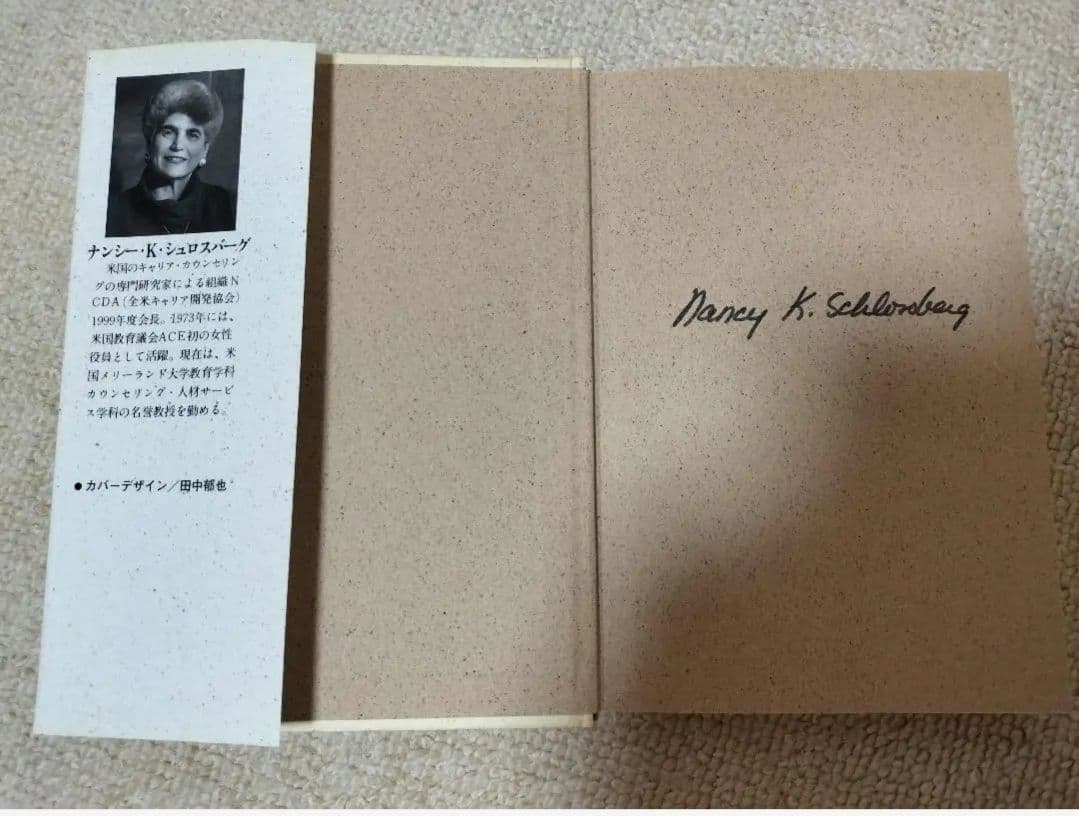 ナンシー・K・シュロスバーグ
米国のキャリア・カウンセリン
グの専門研究家による組織N
CDA(全米キャリア開発協会)
1999年度会長。1973年には、
米国教育議会ACE初の女性
役員として活躍。現在は、米
国メリーランド大学教育学科
カウンセリング・人材サービ
ス学科の名誉教授を勤める。
●カバーデザイン／田中郁也
Nancy K. Schlossberg